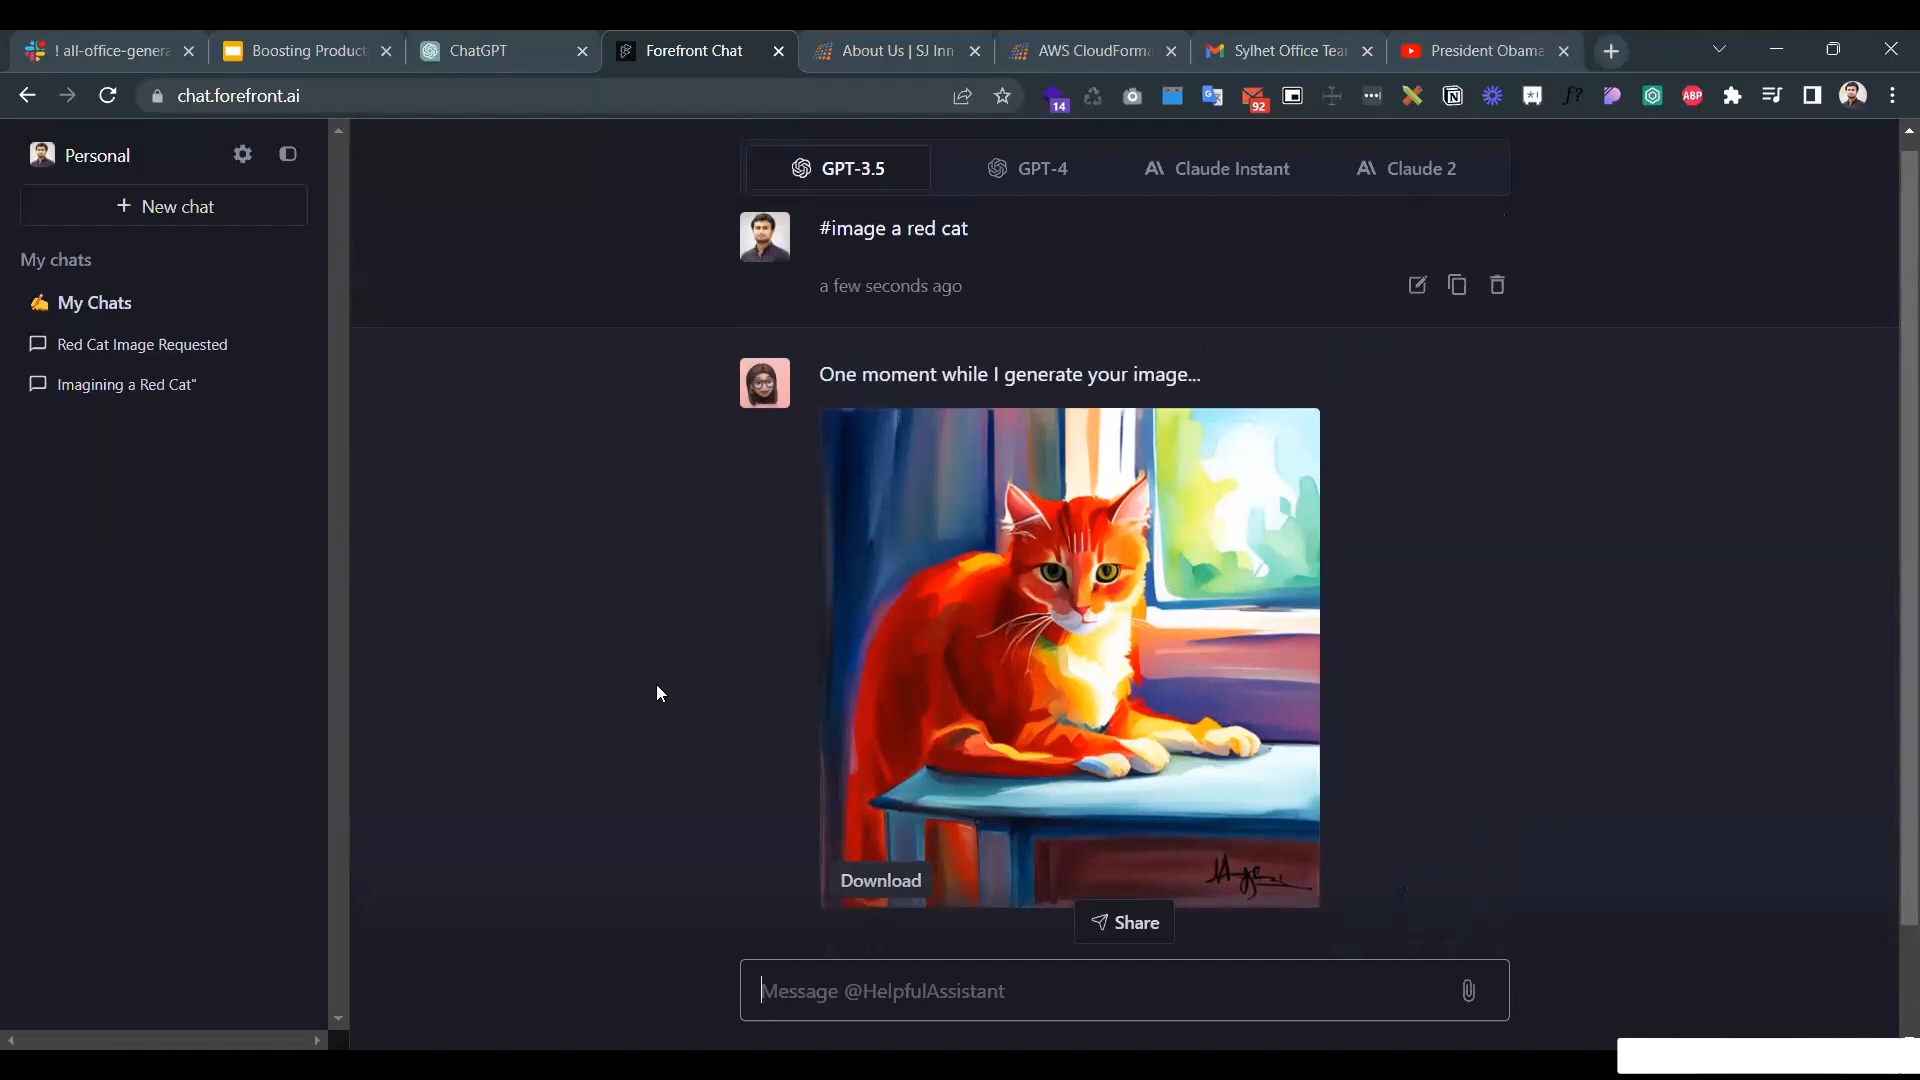 ! all-office-genera
Boosting Product
ChatGPT
Forefront Chat
About Us | SJ Inn
AWS CloudForma
Sylhet Office Tea
President Obama
chat.forefront.ai
14
92
f?
ABP
Personal
New chat
My chats
My Chats
Red Cat Image Requested
Imagining a Red Cat"
GPT-3.5
GPT-4
Claude Instant
Claude 2
#image a red cat
a few seconds ago
One moment while I generate your image...
Download
Share
Message @HelpfulAssistant